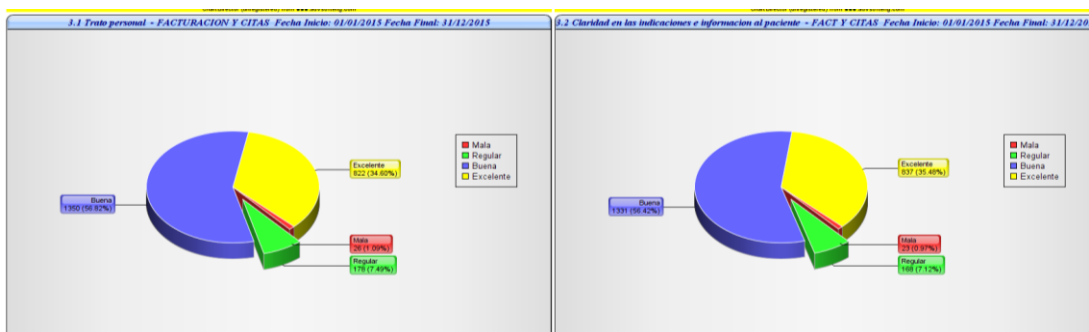 3.1 Trato personal - FACTURACION Y CITAS Fecha Inicio: 01/01/2015 Fecha Final: 31/12/2015
Excelente
822 (34.60%)
Buena
1350 (56.82%)
Mala
26 (1.09%)
Regular
178 (7.49%)
Mala
Regular
Buena
Excelente
3.2 Claridad en las indicaciones e informacion al paciente - FACT Y CITAS Fecha Inicio: 01/01/2015 Fecha Final: 31/12/20
Excelente
837 (35.48%)
Buena
1331 (56.42%)
Mala
23 (0.97%)
Regular
168 (7.12%)
Mala
Regular
Buena
Excelente